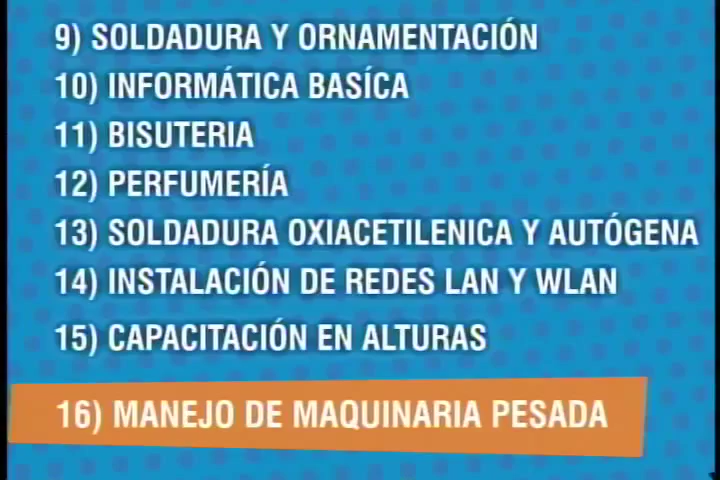 9) SOLDADURA Y ORNAMENTACIÓN
10) INFORMÁTICA BASÍCA
11) BISUTERIA
12) PERFUMERÍA
13) SOLDADURA OXIACETILENICA Y AUTÓGENA
14) INSTALACIÓN DE REDES LAN Y WLAN
15) CAPACITACIÓN EN ALTURAS
16) MANEJO DE MAQUINARIA PESADA